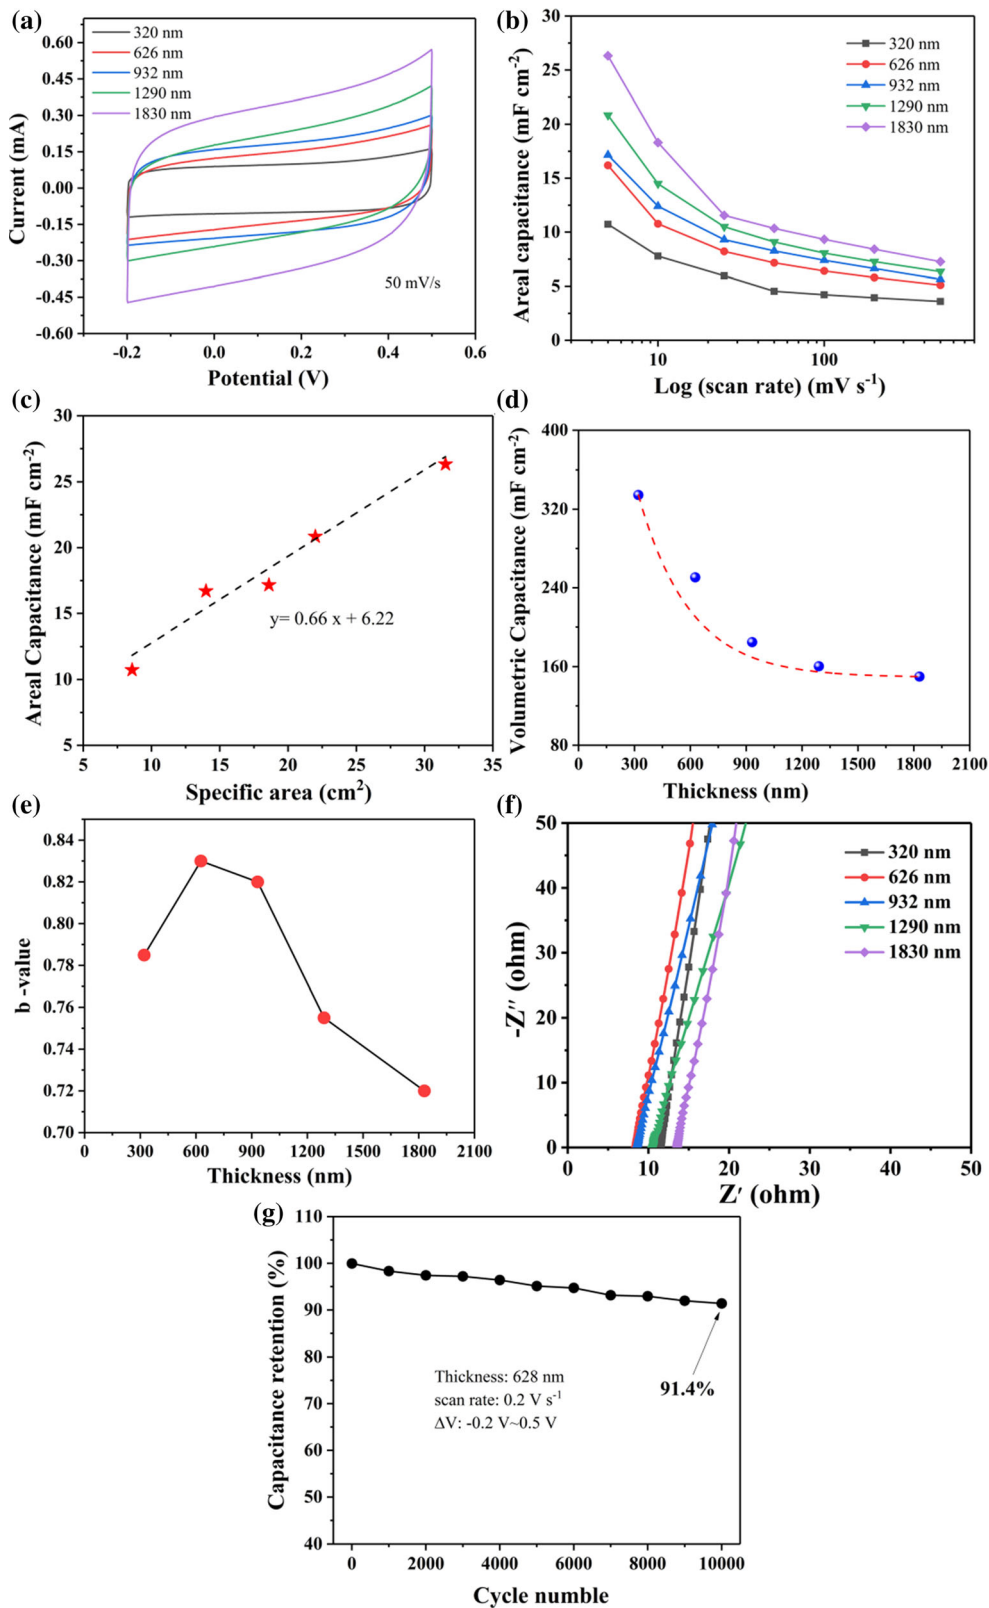 (a)
0.60
0.45
0.30
0.15
0.00
-0.15
-0.30
-0.45
-0.60
Current (mA)
320 nm
626 nm
932 nm
1290 nm
1830 nm
50 mV/s
-0.2 0.0 0.2 0.4 0.6
Potential (V)
(b)
30
25
20
15
10
5
0
Areal capacitance (mF cm⁻²)
320 nm
626 nm
932 nm
1290 nm
1830 nm
10 100
Log (scan rate) (mV s⁻¹)
(c)
30
25
20
15
10
5
Areal Capacitance (mF cm⁻²)
y= 0.66 x + 6.22
5 10 15 20 25 30 35
Specific area (cm²)
(d)
400
320
240
160
80
Volumetric Capacitance (mF cm⁻²)
0 300 600 900 1200 1500 1800 2100
Thickness (nm)
(e)
0.84
0.82
0.80
0.78
0.76
0.74
0.72
0.70
b -value
0 300 600 900 1200 1500 1800 2100
Thickness (nm)
(f)
50
40
30
20
10
0
-Z″ (ohm)
320 nm
626 nm
932 nm
1290 nm
1830 nm
0 10 20 30 40 50
Z′ (ohm)
(g)
110
100
90
80
70
60
50
40
Capacitance retention (%)
Thickness: 628 nm
scan rate: 0.2 V s⁻¹
ΔV: -0.2 V~0.5 V
91.4%
0 2000 4000 6000 8000 10000
Cycle numble